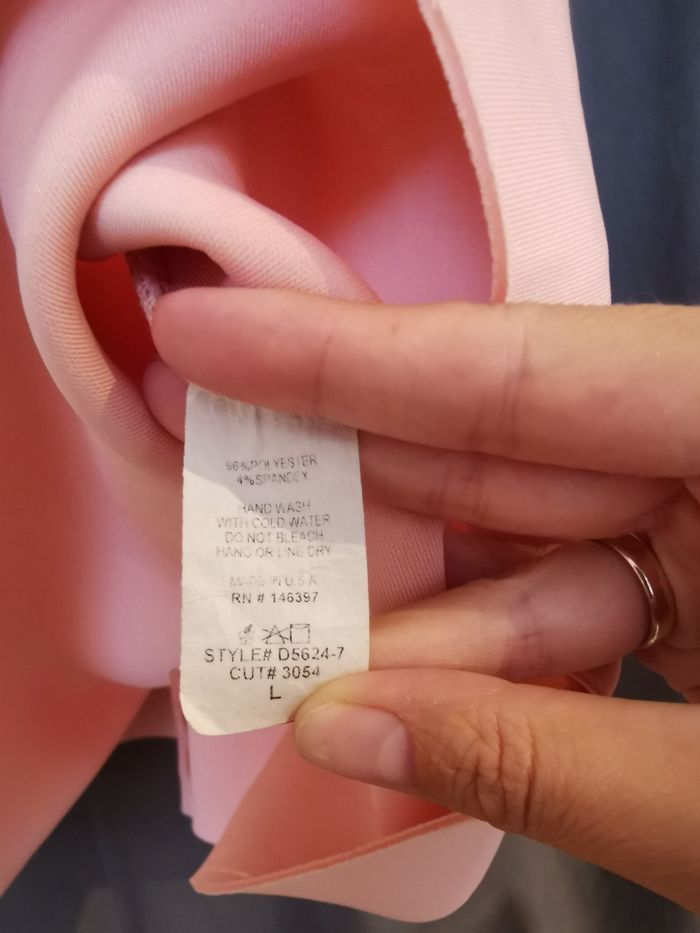 96%POLYESTER
4%SPANDEX
HAND WASH
WITH COLD WATER
DO NOT BLEACH
HANG OR LINE DRY
MADE IN U.S.A
RN # 146397
STYLE# D5624-7
CUT# 3054
L